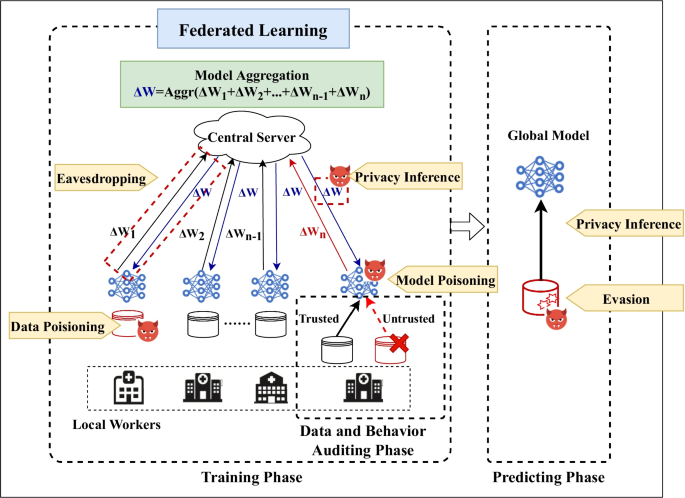 Federated Learning
Model Aggregation
ΔW=Aggr(ΔW1+ΔW2+...+ΔWn-1+ΔWn)
Central Server
Global Model
Eavesdropping
Privacy Inference
ΔW
ΔW
ΔW
ΔW
Privacy Inference
ΔW1
ΔW2
ΔWn-1
ΔWn
Model Poisoning
Evasion
Data Poisioning
......
Trusted
Untrusted
Local Workers
Data and Behavior
Auditing Phase
Training Phase
Predicting Phase